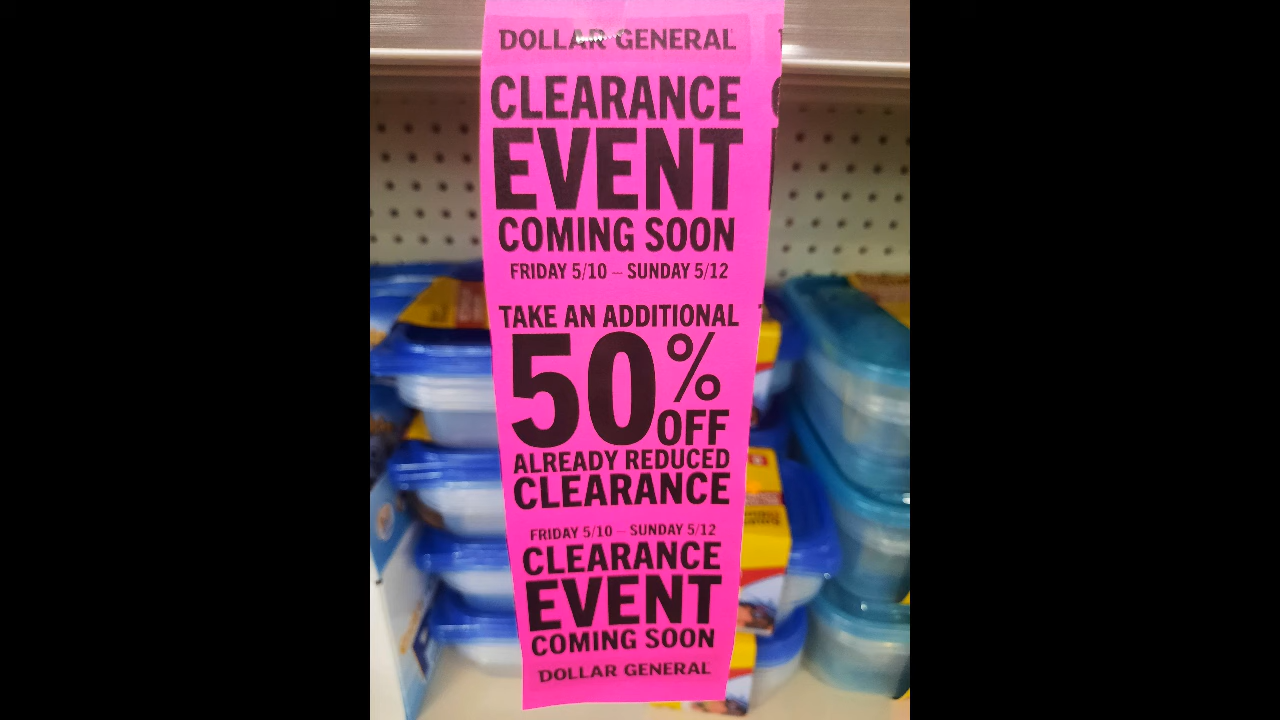 DOLLAR GENERAL
CLEARANCE
EVENT
COMING SOON
FRIDAY 5/10 – SUNDAY 5/12
TAKE AN ADDITIONAL
50%
OFF
ALREADY REDUCED
CLEARANCE
FRIDAY 5/10 – SUNDAY 5/12
CLEARANCE
EVENT
COMING SOON
DOLLAR GENERAL